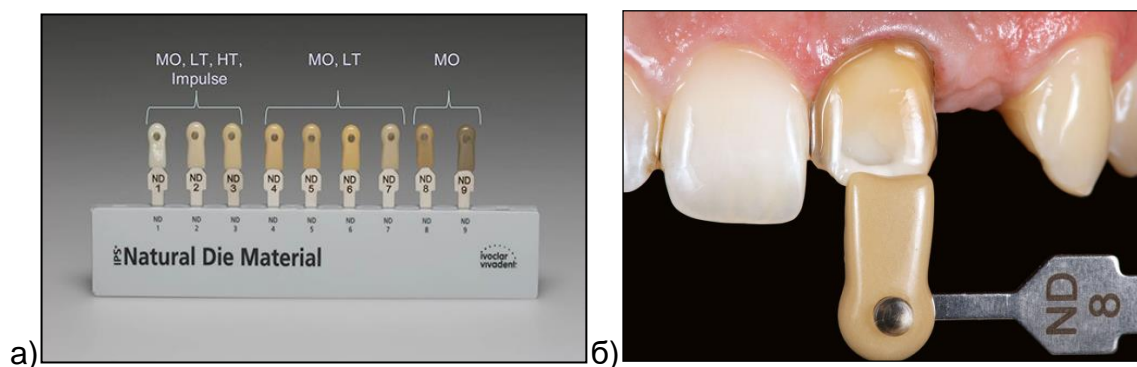 MO, LT, HT,
Impulse
MO, LT
MO
ND 1
ND 2
ND 3
ND 4
ND 5
ND 6
ND 7
ND 8
ND 9
ND 1
ND 2
ND 3
ND 4
ND 5
ND 6
ND 7
ND 8
ND 9
IPS® Natural Die Material
ivoclar
vivadent:
а)
ND
8
б)